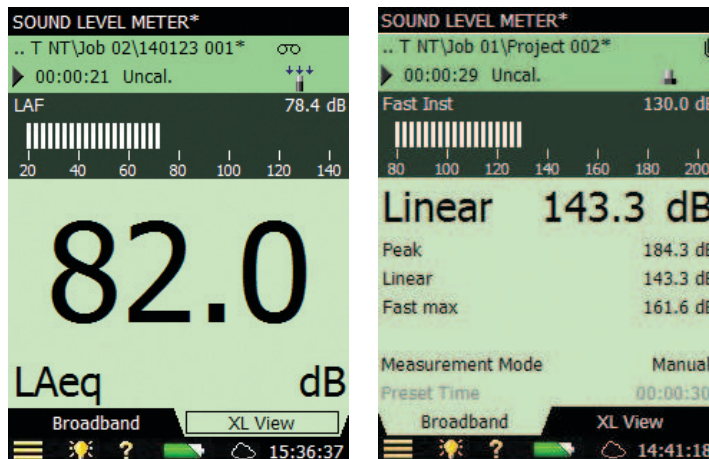 SOUND LEVEL METER*
.. T NT\Job 02\140123 001*
00:00:21 Uncal.
LAF 78.4 dB
20 40 60 80 100 120 140
82.0
LAeq dB
Broadband XL View
? 15:36:37
SOUND LEVEL METER*
.. T NT\Job 01\Project 002*
00:00:29 Uncal.
Fast Inst 130.0 dB
80 100 120 140 160 180 200
Linear 143.3 dB
Peak 184.3 dB
Linear 143.3 dB
Fast max 161.6 dB
Measurement Mode Manual
Preset Time 00:00:30
Broadband XL View
? 14:41:18